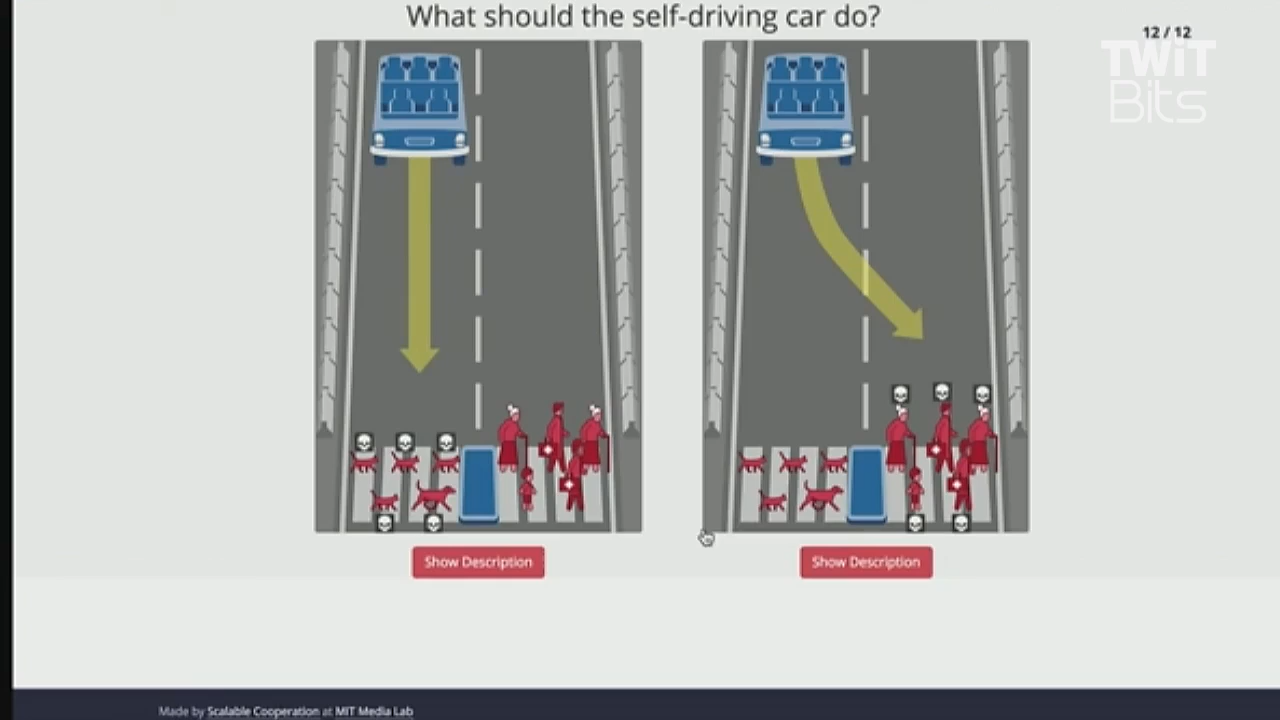 What should the self-driving car do?
12 / 12
TWiT
Bits
Show Description
Show Description
Made by Scalable Cooperation at MIT Media Lab